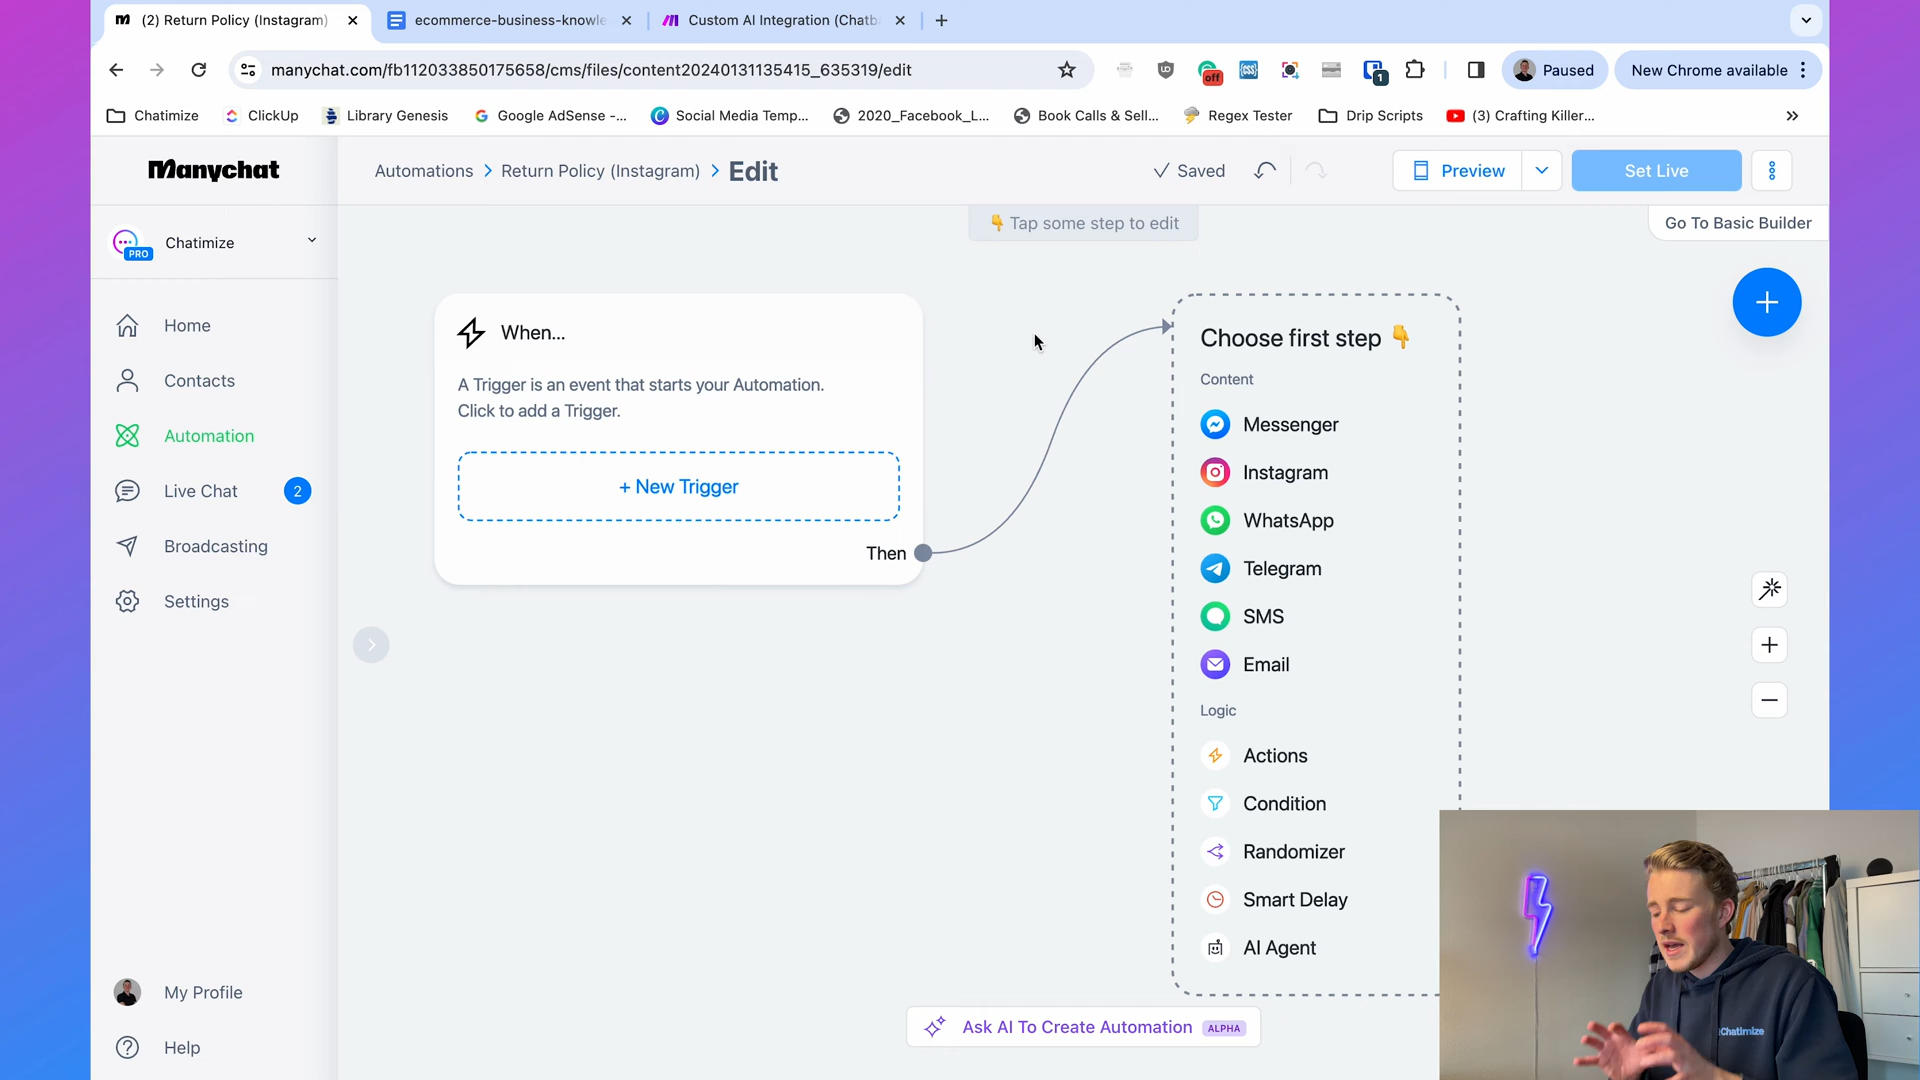 (2) Return Policy (Instagram)
ecommerce-business-knowle
Custom AI Integration (Chatb
manychat.com/fb112033850175658/cms/files/content20240131135415_635319/edit
off
1
Paused
New Chrome available
Chatimize
ClickUp
Library Genesis
Google AdSense -...
Social Media Temp...
2020_Facebook_L...
Book Calls & Sell...
Regex Tester
Drip Scripts
(3) Crafting Killer...
Manychat
Automations
Return Policy (Instagram)
Edit
Saved
Preview
Set Live
Tap some step to edit
Go To Basic Builder
Chatimize
PRO
Home
Contacts
Automation
Live Chat
2
Broadcasting
Settings
My Profile
Help
When...
A Trigger is an event that starts your Automation.
Click to add a Trigger.
+ New Trigger
Then
Choose first step
Content
Messenger
Instagram
WhatsApp
Telegram
SMS
Email
Logic
Actions
Condition
Randomizer
Smart Delay
AI Agent
Ask AI To Create Automation
ALPHA
Chatimize